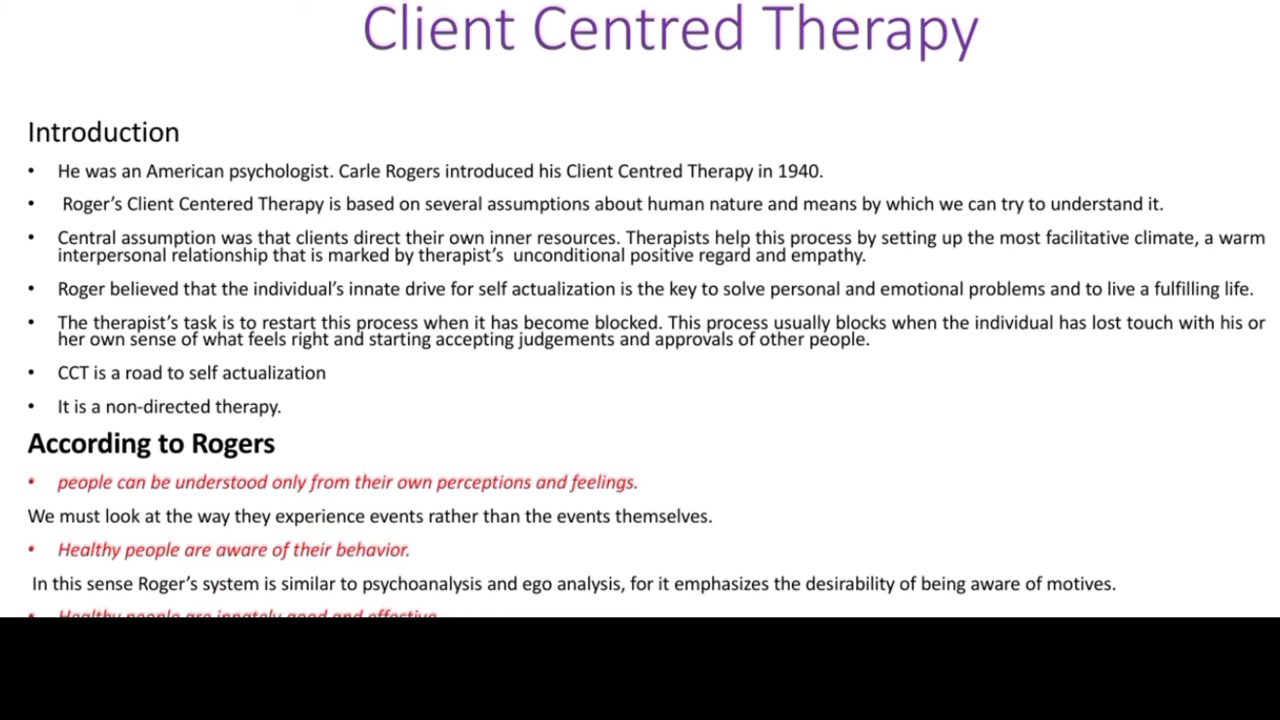 Client Centred Therapy
Introduction
• He was an American psychologist. Carle Rogers introduced his Client Centred Therapy in 1940.
• Roger’s Client Centered Therapy is based on several assumptions about human nature and means by which we can try to understand it.
• Central assumption was that clients direct their own inner resources. Therapists help this process by setting up the most facilitative climate, a warm
interpersonal relationship that is marked by therapist’s unconditional positive regard and empathy.
• Roger believed that the individual’s innate drive for self actualization is the key to solve personal and emotional problems and to live a fulfilling life.
• The therapist’s task is to restart this process when it has become blocked. This process usually blocks when the individual has lost touch with his or
her own sense of what feels right and starting accepting judgements and approvals of other people.
• CCT is a road to self actualization
• It is a non-directed therapy.
According to Rogers
• people can be understood only from their own perceptions and feelings.
We must look at the way they experience events rather than the events themselves.
• Healthy people are aware of their behavior.
In this sense Roger’s system is similar to psychoanalysis and ego analysis, for it emphasizes the desirability of being aware of motives.
• Healthy people are innately good and effective